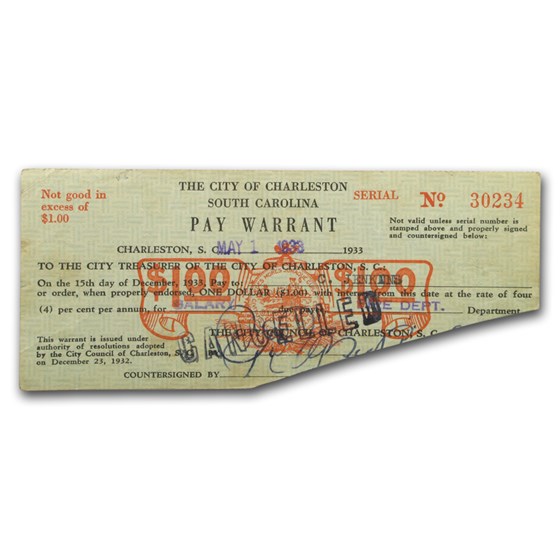 THE CITY OF CHARLESTON
SOUTH CAROLINA
PAY WARRANT
Not good in
excess of
$1.00
SERIAL No 30234
Not valid unless serial number is
stamped above and properly signed
and countersigned below:
CHARLESTON, S. C. MAY 1 1933 1933
TO THE CITY TREASURER OF THE CITY OF CHARLESTON, S. C.
On the 15th day of December, 1933, Pay to
or order, when properly endorsed, ONE DOLLAR ($1.00) with interest from this date at the rate of four
(4) per cent per annum, for SALARY due payee DEPT. Department
$1.00 $1.00
CANCELLED
THE CITY COUNCIL OF CHARLESTON, S. C.
This warrant is issued under
authority of resolutions adopted
by the City Council of Charleston, S. C.
on December 23, 1932.
COUNTERSIGNED BY